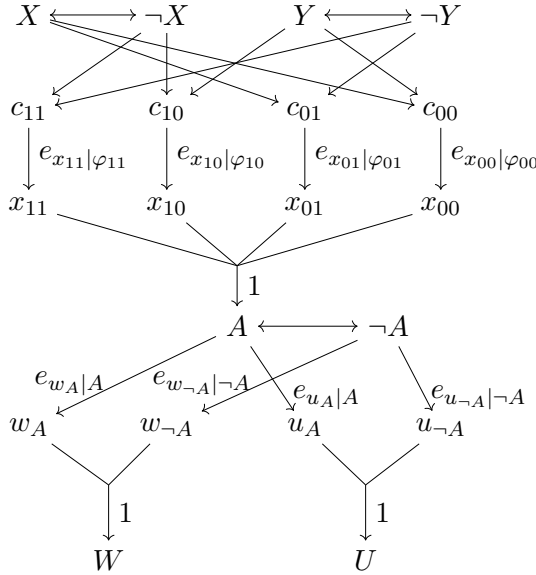 X ¬X Y ¬Y
c₁₁ c₁₀ c₀₁ c₀₀
e_{x₁₁|φ₁₁} e_{x₁₀|φ₁₀} e_{x₀₁|φ₀₁} e_{x₀₀|φ₀₀}
x₁₁ x₁₀ x₀₁ x₀₀
1
A ¬A
e_{w_A|A} e_{w_{¬A}|¬A} e_{u_A|A} e_{u_{¬A}|¬A}
w_A w_{¬A} u_A u_{¬A}
1 1
W U